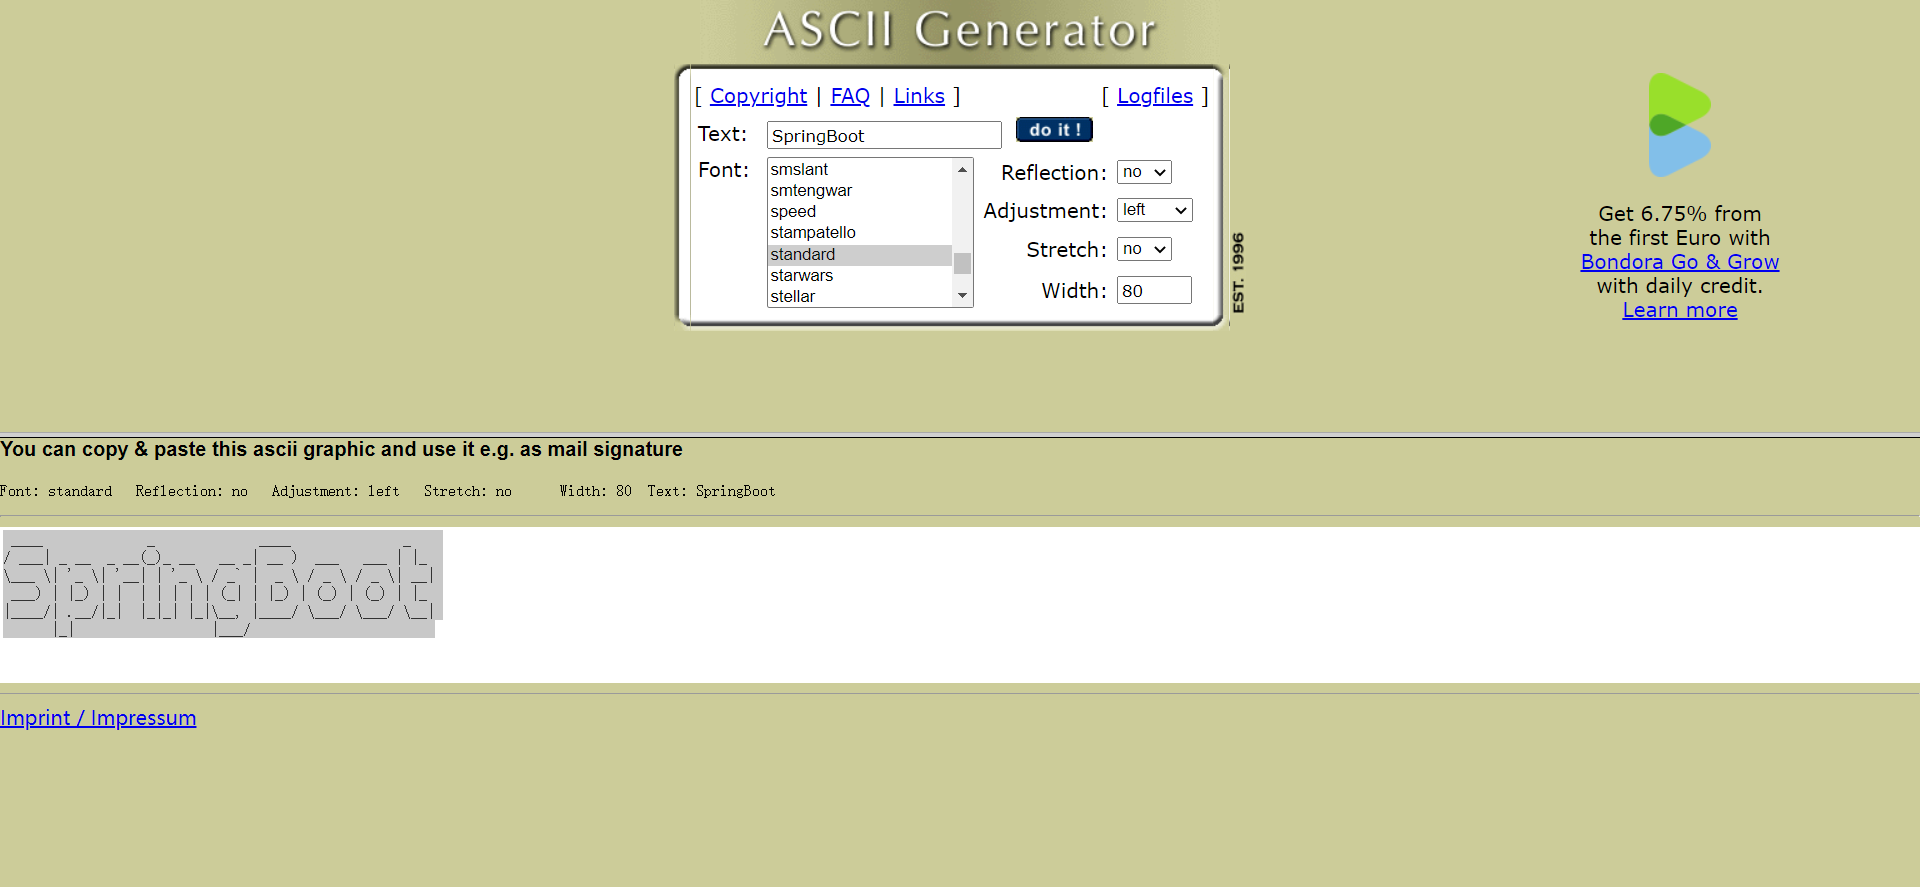 ASCII Generator
[ Copyright | FAQ | Links ] [ Logfiles ]
Text: SpringBoot do it !
Font:
smslant
smtengwar
speed
stampatello
standard
starwars
stellar
Reflection: no
Adjustment: left
Stretch: no
Width: 80
EST. 1996
Get 6.75% from
the first Euro with
Bondora Go & Grow
with daily credit.
Learn more
You can copy & paste this ascii graphic and use it e.g. as mail signature
Font: standard Reflection: no Adjustment: left Stretch: no Width: 80 Text: SpringBoot
SpringBoot
Imprint / Impressum